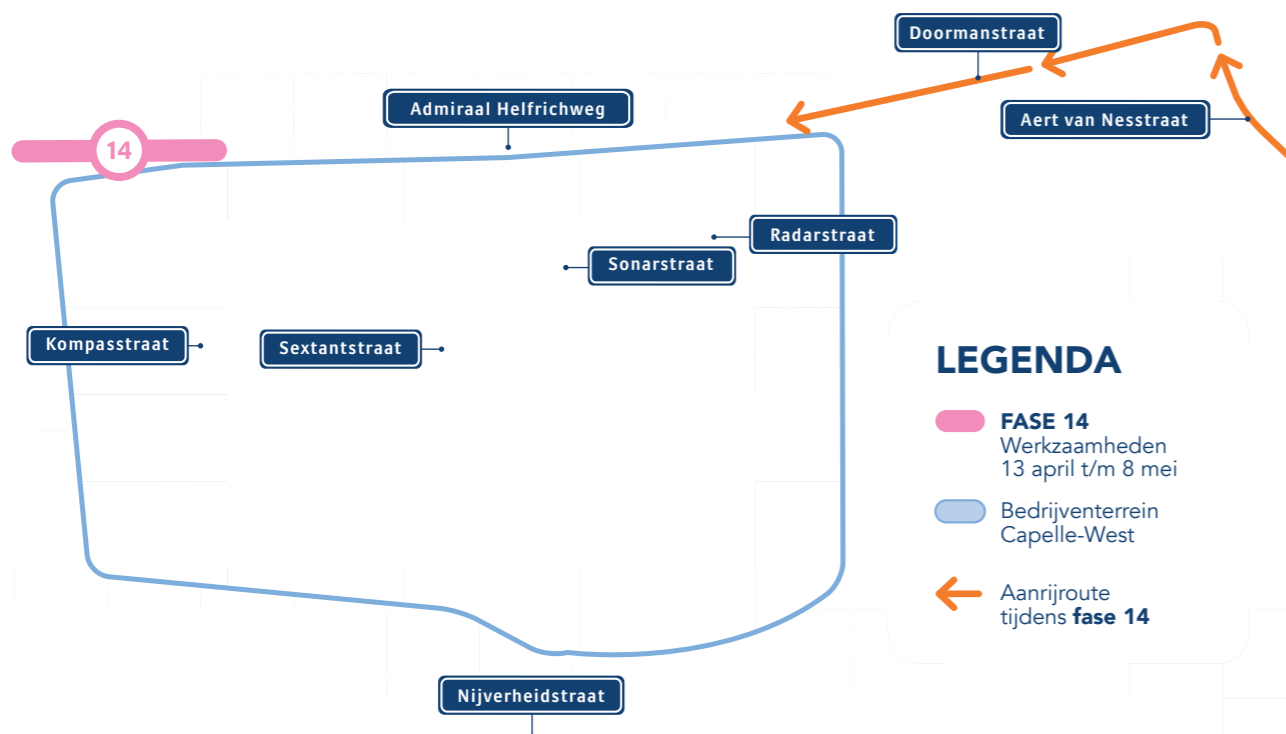 Doormanstraat
Admiraal Helfrichweg
Aert van Nesstraat
14
Radarstraat
Sonarstraat
Kompasstraat
Sextantstraat
LEGENDA
FASE 14
Werkzaamheden
13 april t/m 8 mei
Bedrijventerrein
Capelle-West
Aanrijroute
tijdens fase 14
Nijverheidstraat